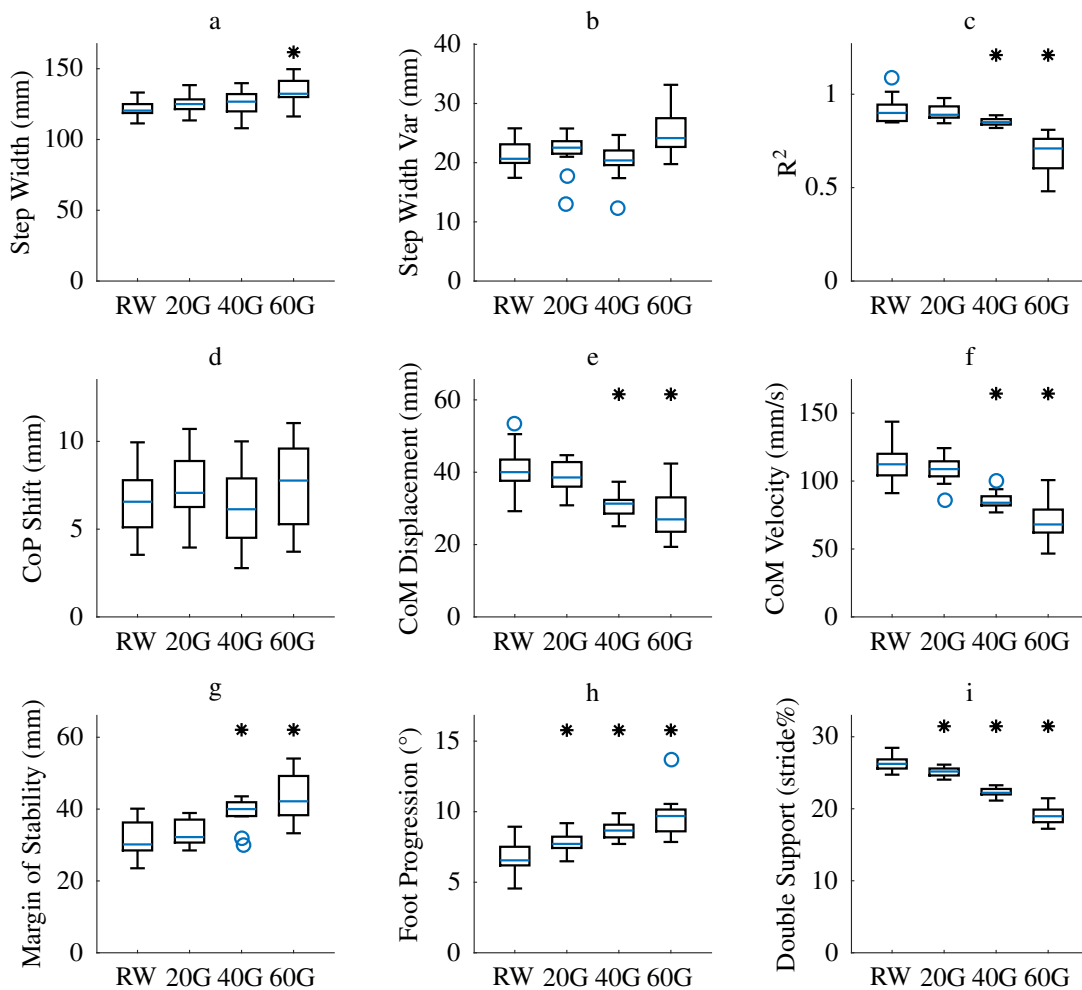 a
Step Width (mm)
150
100
50
0
RW 20G 40G 60G
*
b
Step Width Var (mm)
40
30
20
10
0
RW 20G 40G 60G
c
R²
1
0.5
0
RW 20G 40G 60G
* *
d
CoP Shift (mm)
10
5
0
RW 20G 40G 60G
e
CoM Displacement (mm)
60
40
20
0
RW 20G 40G 60G
* *
f
CoM Velocity (mm/s)
150
100
50
0
RW 20G 40G 60G
* *
g
Margin of Stability (mm)
60
40
20
0
RW 20G 40G 60G
* *
h
Foot Progression (°)
15
10
5
0
RW 20G 40G 60G
* * *
i
Double Support (stride%)
30
20
10
0
RW 20G 40G 60G
* * *